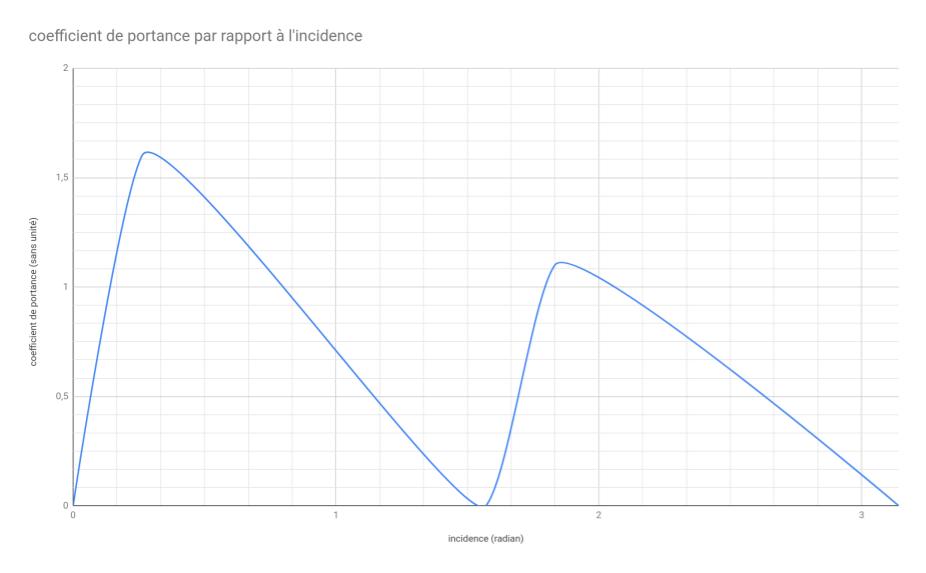 coefficient de portance par rapport à l'incidence
2
1,5
1
0,5
0
coefficient de portance (sans unité)
0 1 2 3
incidence (radian)